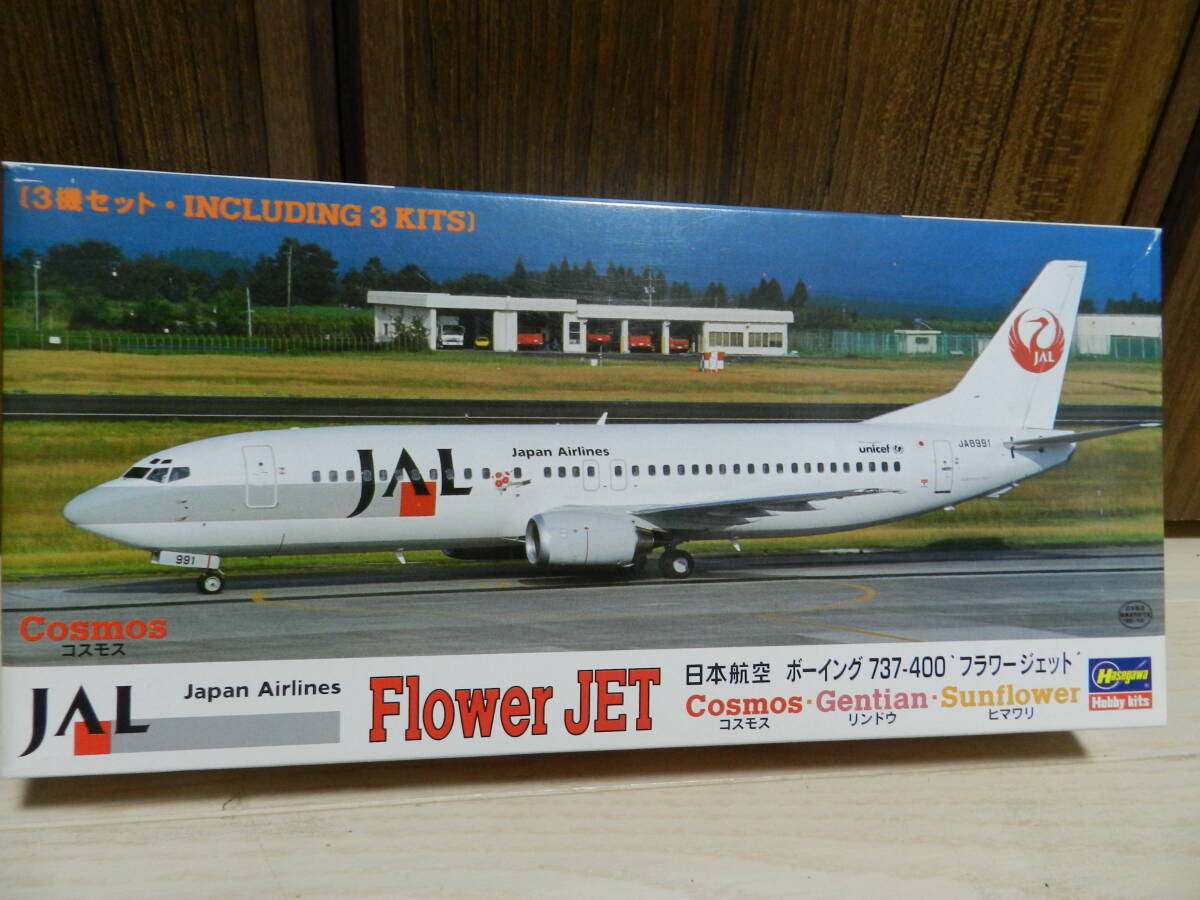 〔3機セット・INCLUDING 3 KITS〕
JAL
JAL
Japan Airlines
unicef
JA8991
991
Cosmos
コスモス
JAL
Japan Airlines
Flower JET
日本航空 ボーイング 737-400 'フラワージェット'
Cosmos・Gentian・Sunflower
コスモス リンドウ ヒマワリ
Hasegawa
Hobby kits